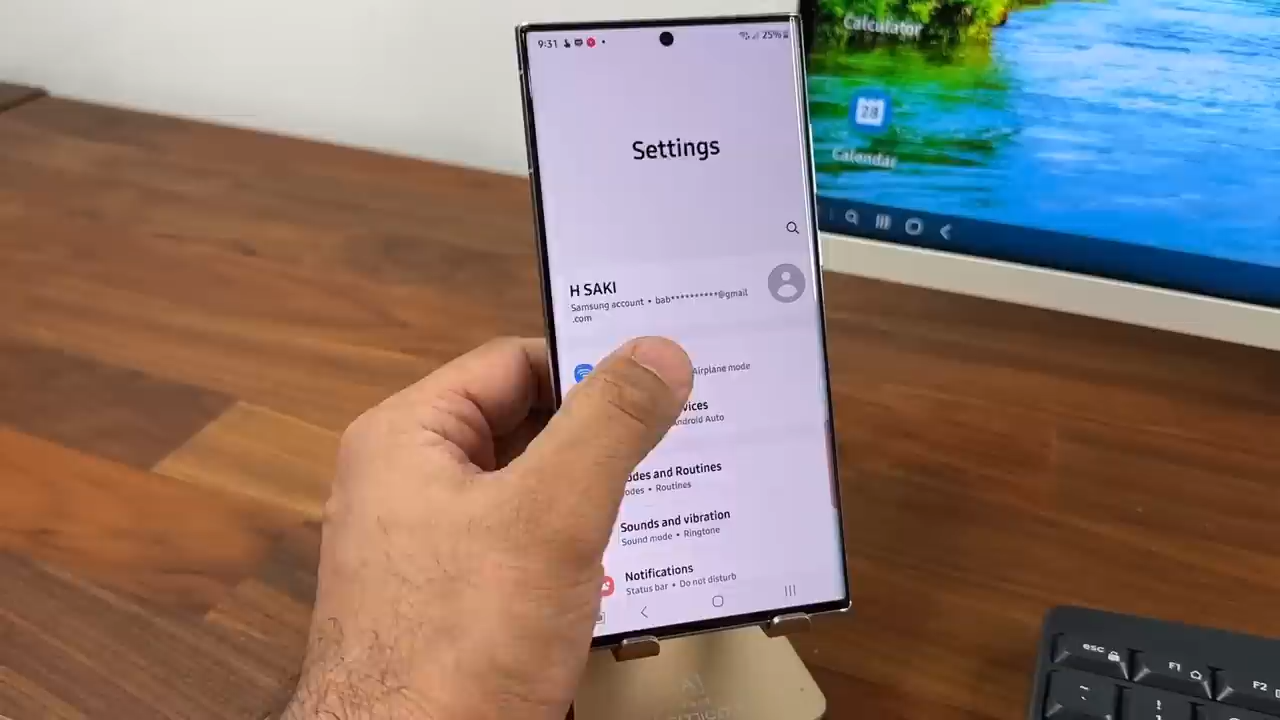 9:31
25%
Settings
H SAKI
Samsung account • bab**********@gmail
.com
Airplane mode
vices
Android Auto
odes and Routines
odes • Routines
Sounds and vibration
Sound mode • Ringtone
Notifications
Status bar • Do not disturb
Calculator
28
Calendar
esc
F1
F2